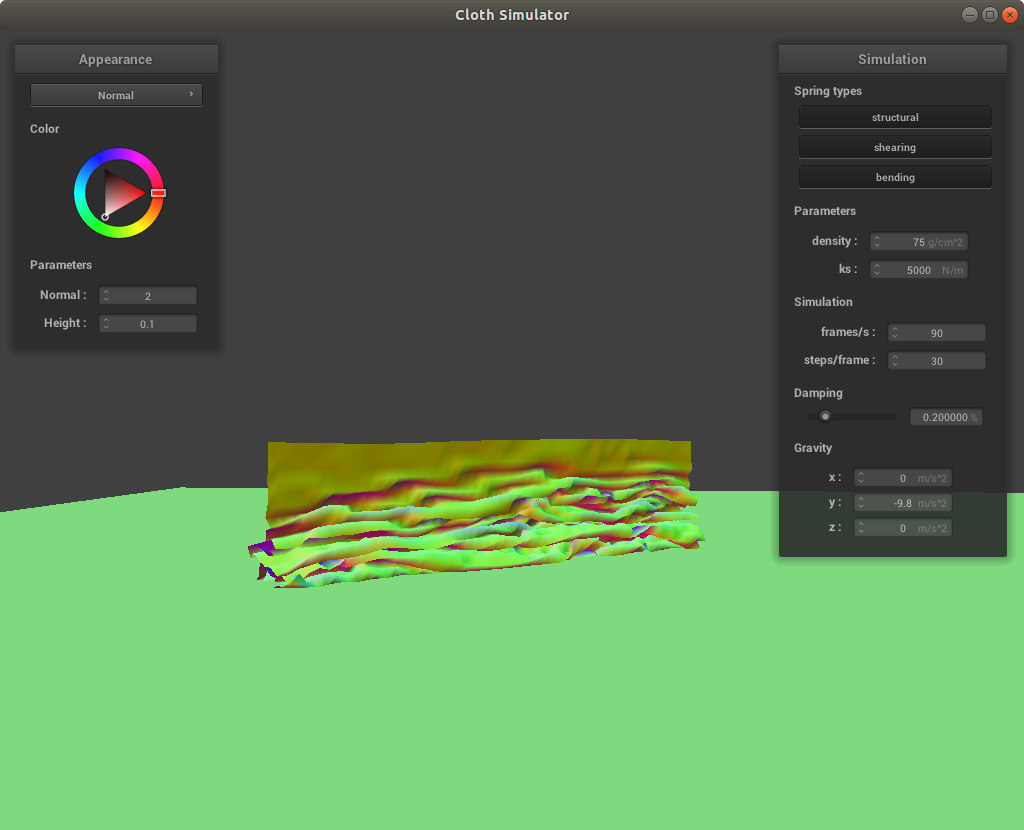 Cloth Simulator
Appearance
Normal
Color
Parameters
Normal : 2
Height : 0.1
Simulation
Spring types
structural
shearing
bending
Parameters
density : 75 g/cm^2
ks : 5000 N/m
Simulation
frames/s : 90
steps/frame : 30
Damping
0.200000 %
Gravity
x : 0 m/s^2
y : -9.8 m/s^2
z : 0 m/s^2